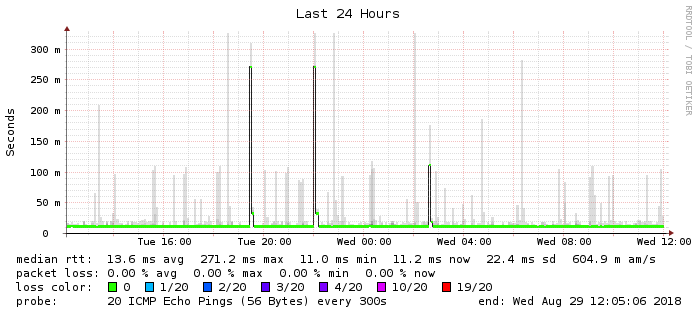 Last 24 Hours
RRDTOOL / TOBI OETIKER
Seconds
300 m
250 m
200 m
150 m
100 m
50 m
0
Tue 16:00 Tue 20:00 Wed 00:00 Wed 04:00 Wed 08:00 Wed 12:00
median rtt: 13.6 ms avg 271.2 ms max 11.0 ms min 11.2 ms now 22.4 ms sd 604.9 m am/s
packet loss: 0.00 % avg 0.00 % max 0.00 % min 0.00 % now
loss color: 0 1/20 2/20 3/20 4/20 10/20 19/20
probe: 20 ICMP Echo Pings (56 Bytes) every 300s end: Wed Aug 29 12:05:06 2018